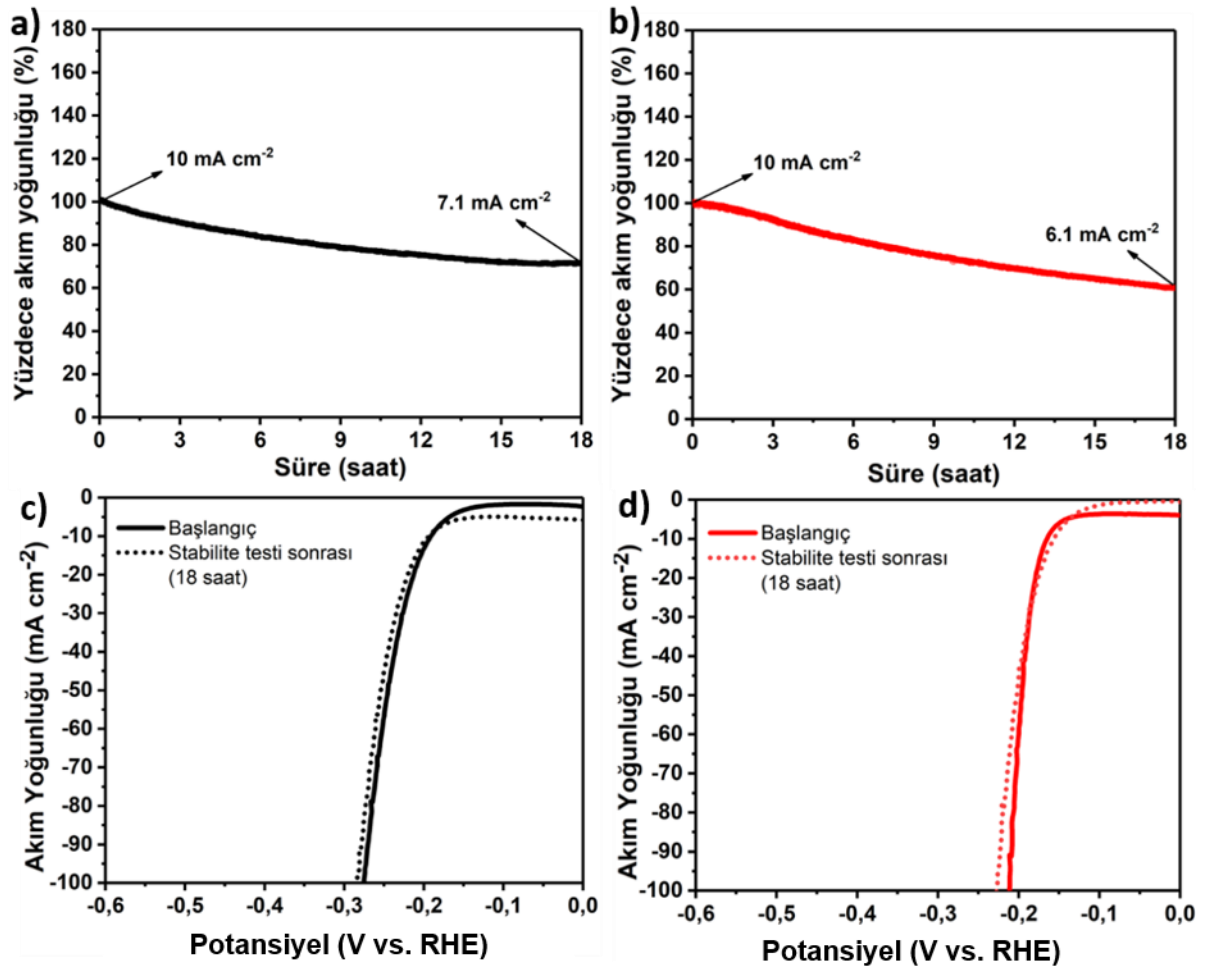 a)
Yüzdece akım yoğunluğu (%)
180
160
140
120
100
80
60
40
20
0
10 mA cm-2
7.1 mA cm-2
0 3 6 9 12 15 18
Süre (saat)
b)
Yüzdece akım yoğunluğu (%)
180
160
140
120
100
80
60
40
20
0
10 mA cm-2
6.1 mA cm-2
0 3 6 9 12 15 18
Süre (saat)
c)
Akım Yoğunluğu (mA cm-2)
0
-10
-20
-30
-40
-50
-60
-70
-80
-90
-100
Başlangıç
Stabilite testi sonrası
(18 saat)
-0,6 -0,5 -0,4 -0,3 -0,2 -0,1 0,0
Potansiyel (V vs. RHE)
d)
Akım Yoğunluğu (mA cm-2)
0
-10
-20
-30
-40
-50
-60
-70
-80
-90
-100
Başlangıç
Stabilite testi sonrası
(18 saat)
-0,6 -0,5 -0,4 -0,3 -0,2 -0,1 0,0
Potansiyel (V vs. RHE)